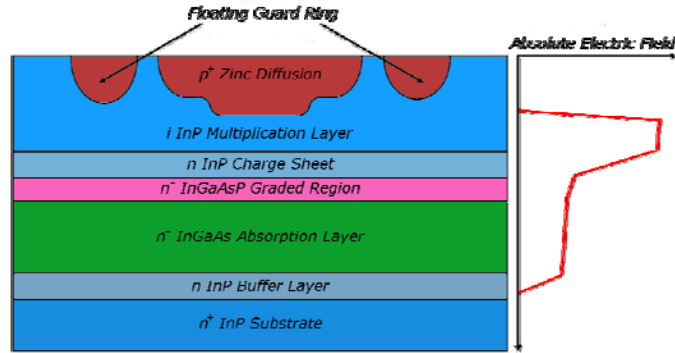 Floating Guard Ring
Absolute Electric Field
p+ Zinc Diffusion
i InP Multiplication Layer
n InP Charge Sheet
n- InGaAsP Graded Region
n- InGaAs Absorption Layer
n InP Buffer Layer
n+ InP Substrate